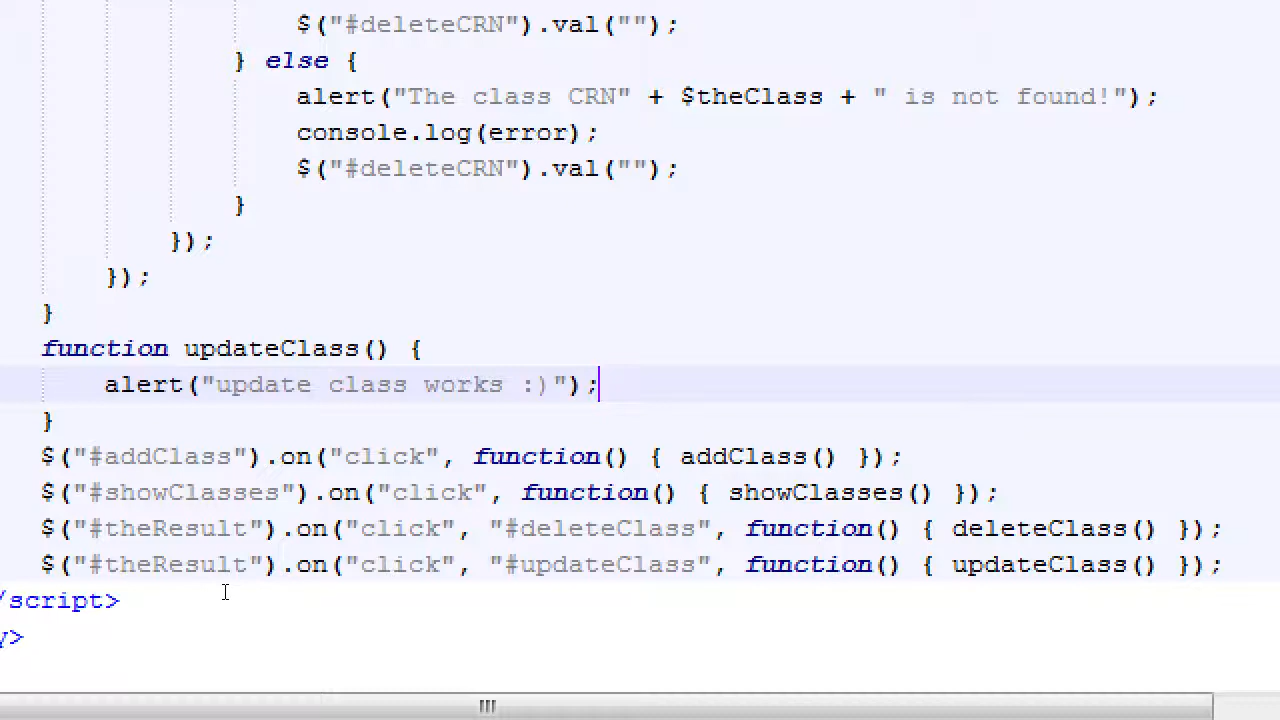 $("#deleteCRN").val("");
} else {
alert("The class CRN" + $theClass + " is not found!");
console.log(error);
$("#deleteCRN").val("");
}
});
});
}
function updateClass() {
alert("update class works :)");
}
$("#addClass").on("click", function() { addClass() });
$("#showClasses").on("click", function() { showClasses() });
$("#theResult").on("click", "#deleteClass", function() { deleteClass() });
$("#theResult").on("click", "#updateClass", function() { updateClass() });
/script>
y>